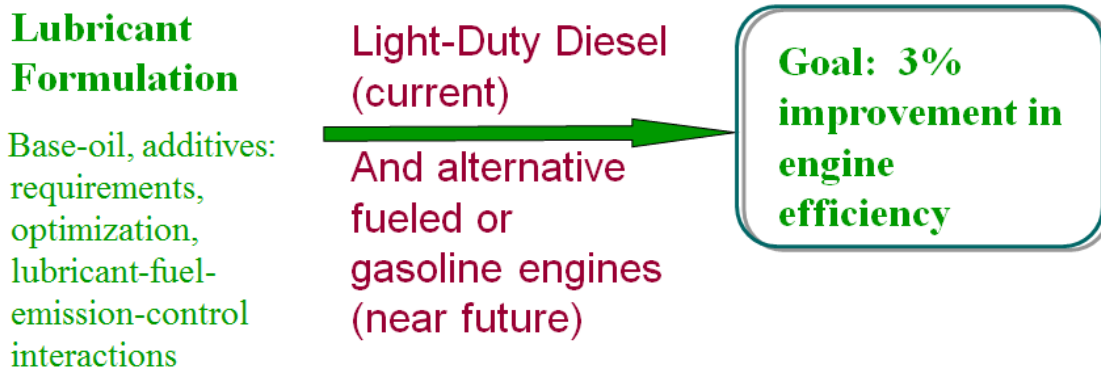 Lubricant
Formulation
Base-oil, additives:
requirements,
optimization,
lubricant-fuel-
emission-control
interactions
Light-Duty Diesel
(current)
And alternative
fueled or
gasoline engines
(near future)
Goal: 3%
improvement in
engine
efficiency